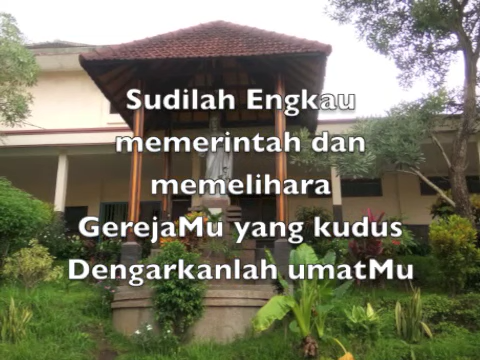 Sudilah Engkau
memerintah dan
memelihara
GerejaMu yang kudus
Dengarkanlah umatMu